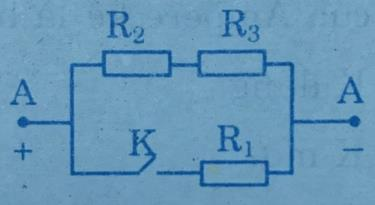 R₂ R₃
A A
K R₁
+ −